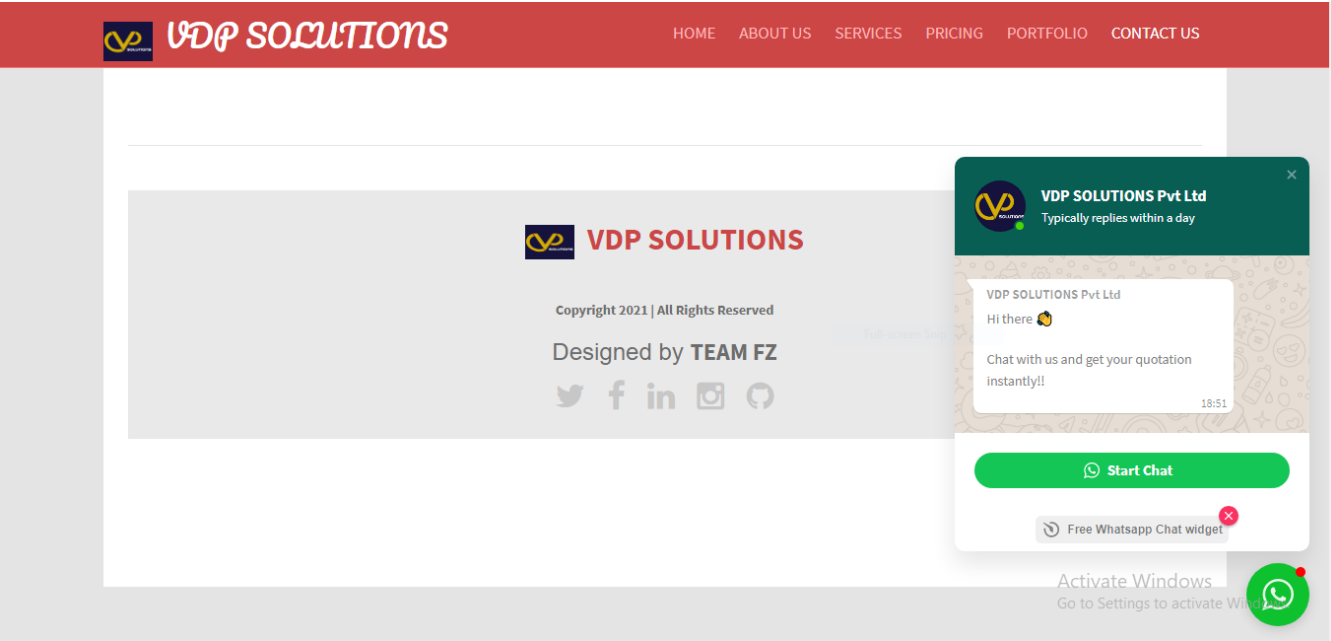 VDP SOLUTIONS
HOME ABOUT US SERVICES PRICING PORTFOLIO CONTACT US
VDP SOLUTIONS
Copyright 2021 | All Rights Reserved
Designed by TEAM FZ
VDP SOLUTIONS Pvt Ltd
Typically replies within a day
VDP SOLUTIONS Pvt Ltd
Hi there 👋
Chat with us and get your quotation
instantly!!
18:51
Start Chat
Free Whatsapp Chat widget
Activate Windows
Go to Settings to activate Windows.